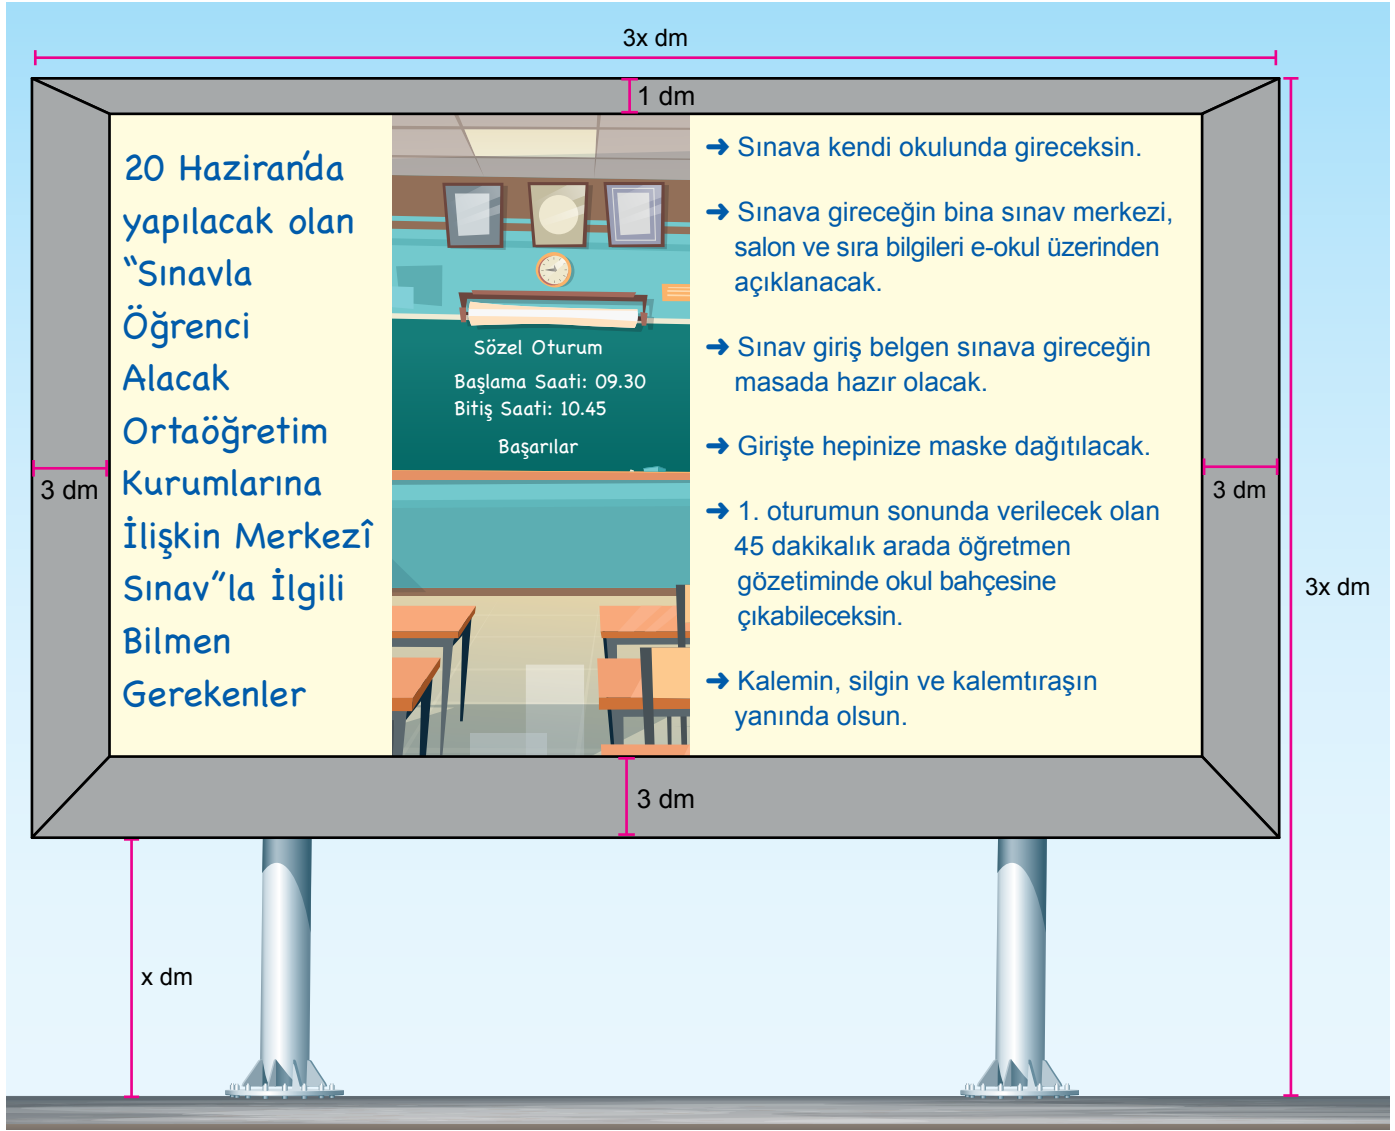 3x dm
1 dm
20 Haziran'da
yapılacak olan
"Sınavla
Öğrenci
Alacak
Ortaöğretim
Kurumlarına
İlişkin Merkezî
Sınav"la İlgili
Bilmen
Gerekenler
Sözel Oturum
Başlama Saati: 09.30
Bitiş Saati: 10.45
Başarılar
➜ Sınava kendi okulunda gireceksin.
➜ Sınava gireceğin bina sınav merkezi,
salon ve sıra bilgileri e-okul üzerinden
açıklanacak.
➜ Sınav giriş belgen sınava gireceğin
masada hazır olacak.
➜ Girişte hepinize maske dağıtılacak.
➜ 1. oturumun sonunda verilecek olan
45 dakikalık arada öğretmen
gözetiminde okul bahçesine
çıkabileceksin.
➜ Kalemin, silgin ve kalemtıraşın
yanında olsun.
3 dm
3 dm
3x dm
3 dm
x dm